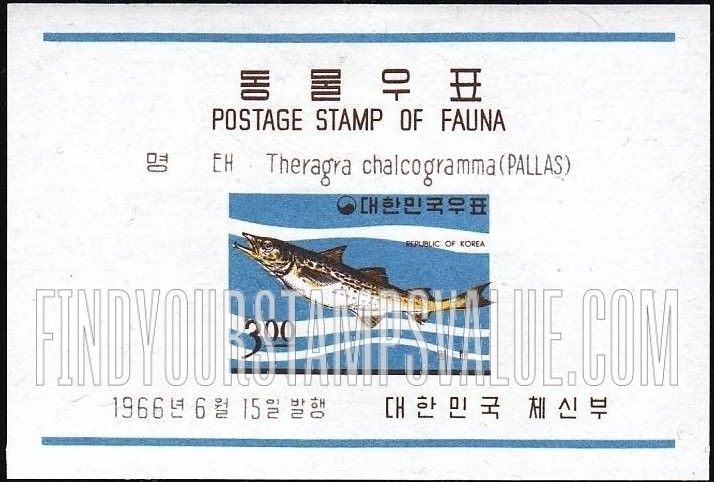 동물우표
POSTAGE STAMP OF FAUNA
명 태 Theragra chalcogramma (PALLAS)
대한민국우표
REPUBLIC OF KOREA
3.00
FINDYOURSTAMPSVALUE.COM
1966년 6월 15일 발행 대한민국 체신부